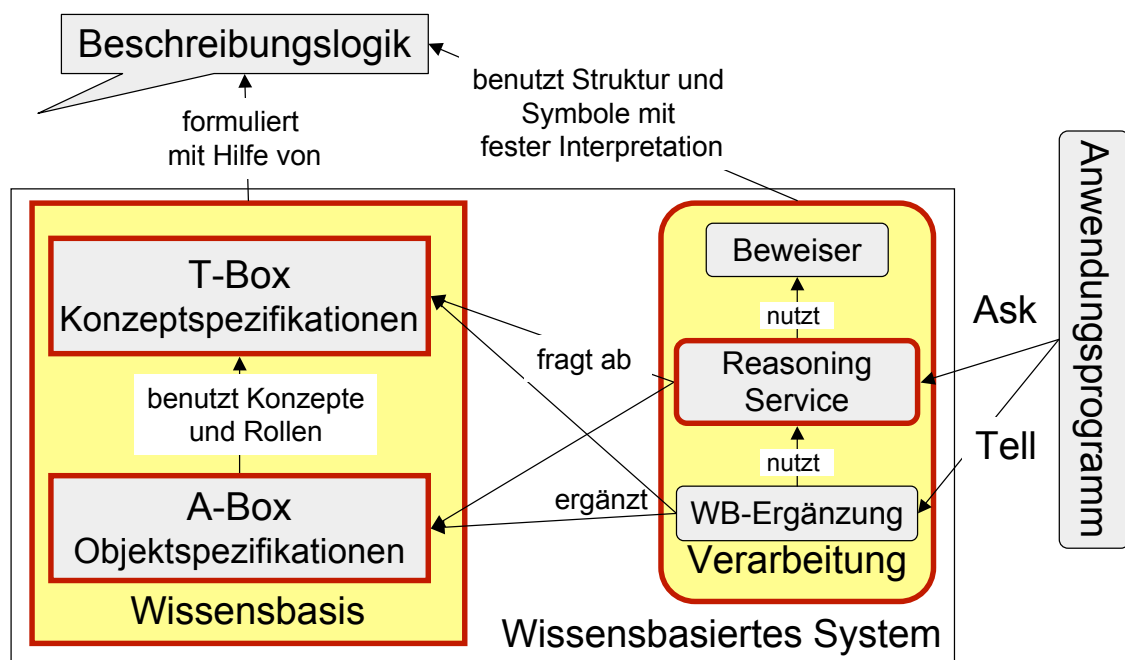 Beschreibungslogik
benutzt Struktur und
Symbole mit
fester Interpretation
formuliert
mit Hilfe von
Anwendungsprogramm
T-Box
Konzeptspezifikationen
benutzt Konzepte
und Rollen
A-Box
Objektspezifikationen
Wissensbasis
fragt ab
ergänzt
Beweiser
nutzt
Reasoning
Service
nutzt
WB-Ergänzung
Verarbeitung
Ask
Tell
Wissensbasiertes System